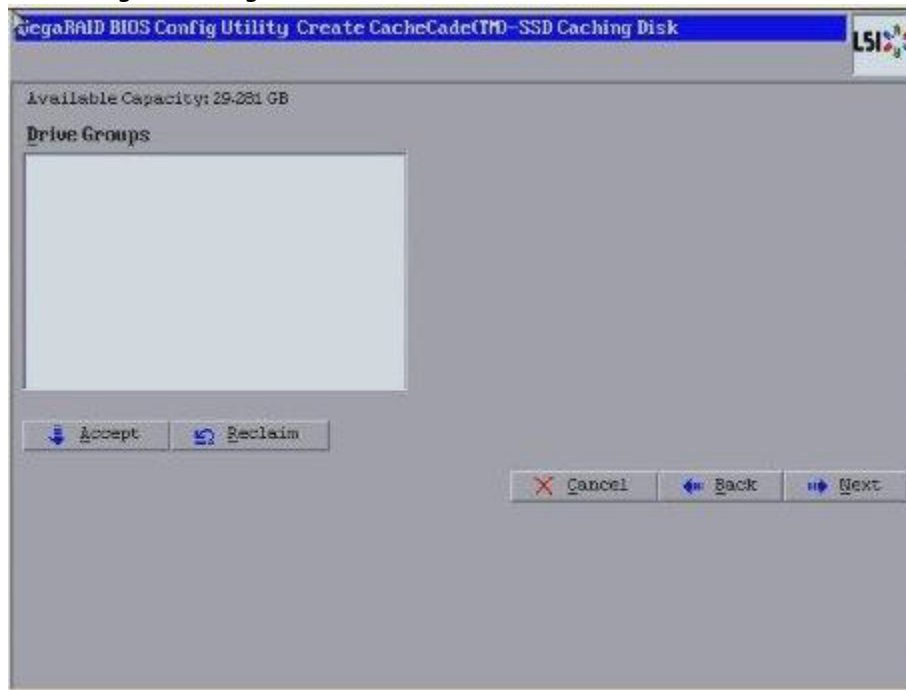 MegaRAID BIOS Config Utility Create CacheCade(TM)-SSD Caching Disk
LSI
Available Capacity: 29.281 GB
Drive Groups
Accept Reclaim
Cancel Back Next